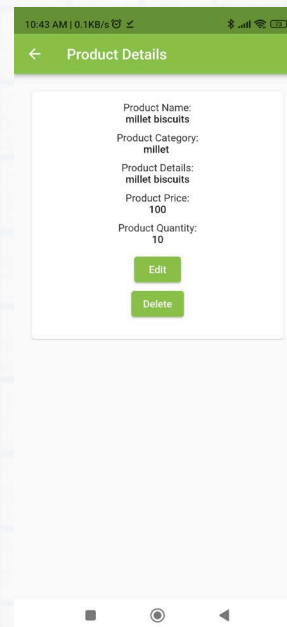 10:43 AM | 0.1KB/s
Product Details
Product Name:
millet biscuits
Product Category:
millet
Product Details:
millet biscuits
Product Price:
100
Product Quantity:
10
Edit
Delete